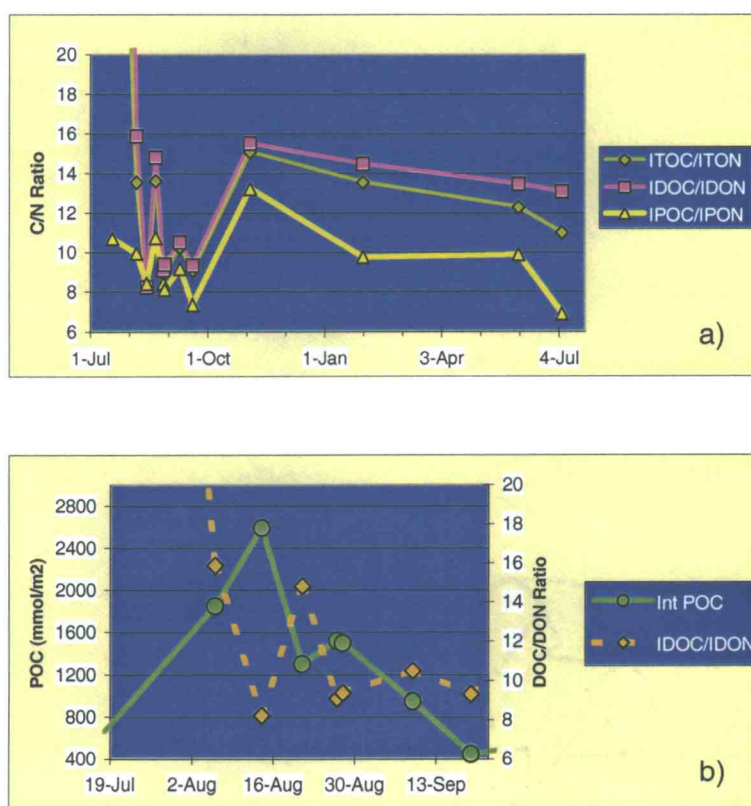 20
18
16
14
12
10
8
6
C/N Ratio
1-Jul
1-Oct
1-Jan
3-Apr
4-Jul
ITOC/ITON
IDOC/IDON
IPOC/IPON
a)
2800
2400
2000
1600
1200
800
400
POC (mmol/m2)
20
18
16
14
12
10
8
6
DOC/DON Ratio
19-Jul
2-Aug
16-Aug
30-Aug
13-Sep
Int POC
IDOC/IDON
b)